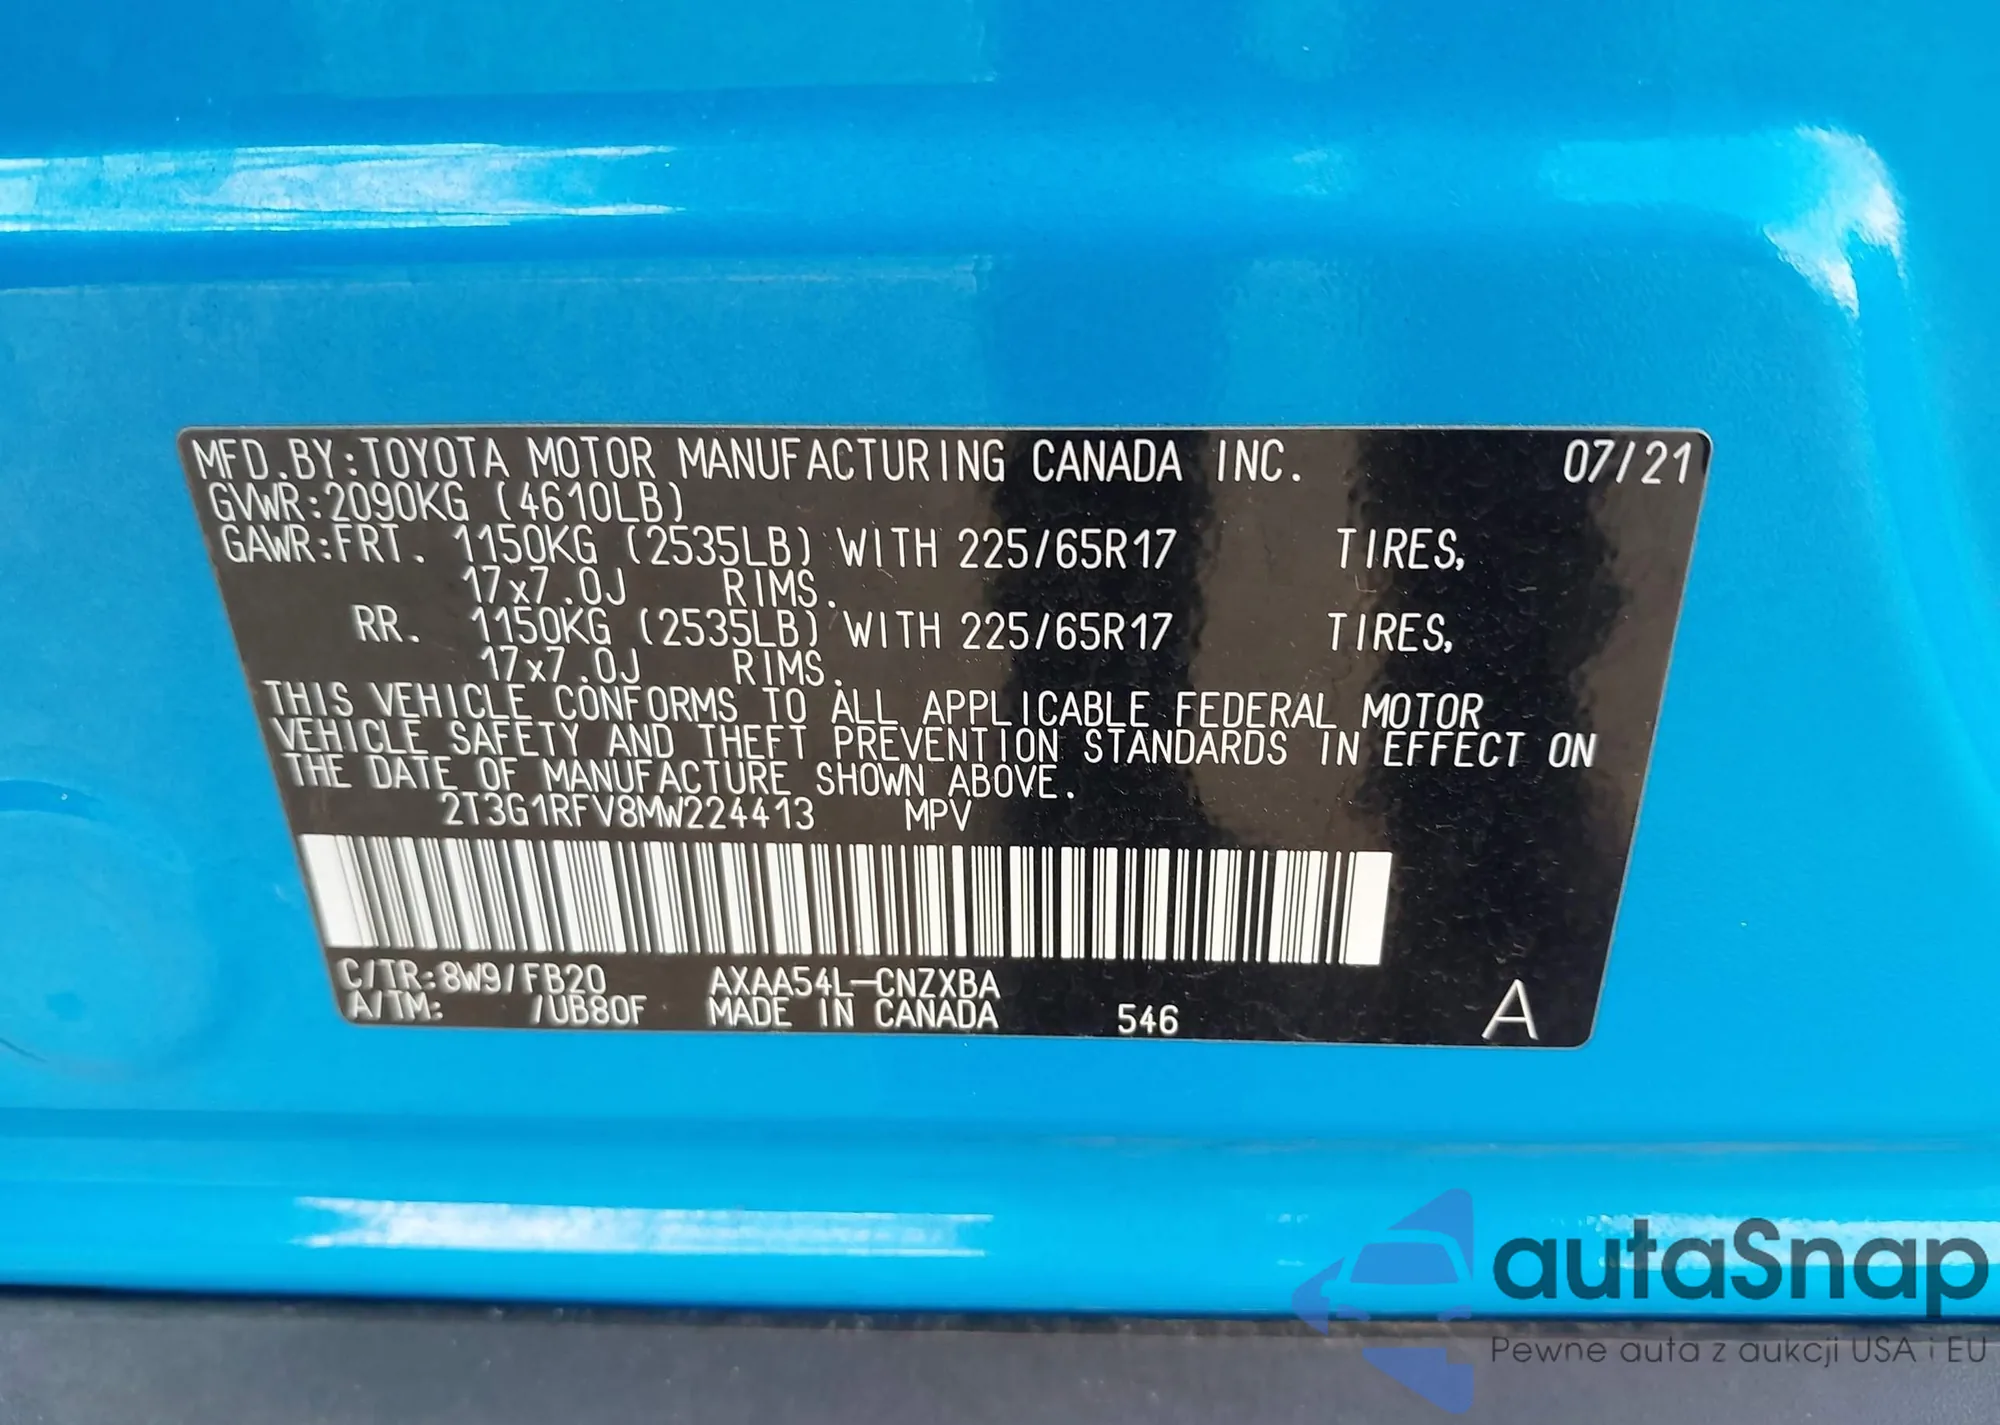 MFD.BY:TOYOTA MOTOR MANUFACTURING CANADA INC. 07/21
GVWR:2090KG (4610LB)
GAWR:FRT. 1150KG (2535LB) WITH 225/65R17 TIRES,
17x7.0J RIMS.
RR. 1150KG (2535LB) WITH 225/65R17 TIRES,
17x7.0J RIMS.
THIS VEHICLE CONFORMS TO ALL APPLICABLE FEDERAL MOTOR
VEHICLE SAFETY AND THEFT PREVENTION STANDARDS IN EFFECT ON
THE DATE OF MANUFACTURE SHOWN ABOVE.
2T3G1RFV8MW224413 MPV
C/TR:8W9/FB20 AXAA54L-CNZXBA
A/TM: /UB80F MADE IN CANADA 546 A
autaSnap
Pewne auta z aukcji USA i EU